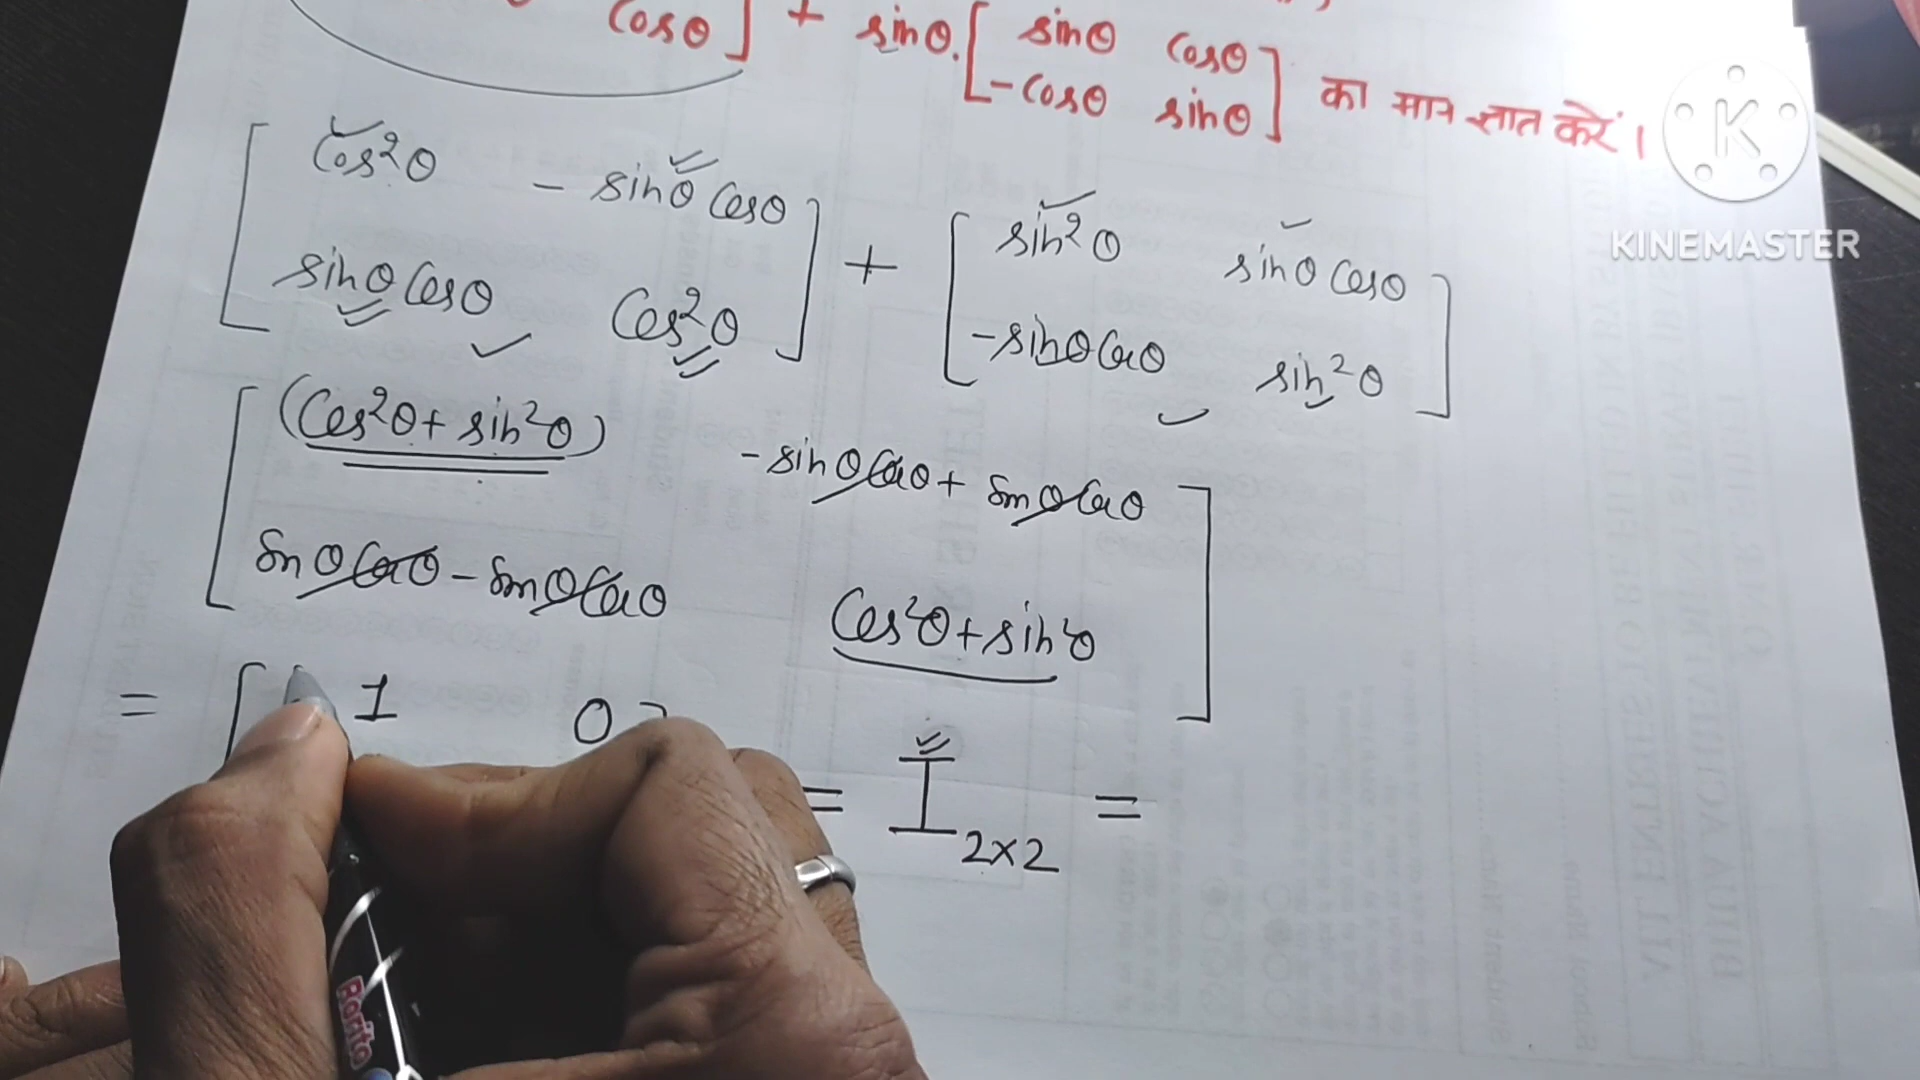 cosθ ] + sinθ. [ sinθ cosθ
-cosθ sinθ ] का मान ज्ञात करें।
K
KINEMASTER
[ cos²θ - sinθ cosθ
sinθ cosθ cos²θ ] + [ sin²θ sinθ cosθ
-sinθ cosθ sin²θ ]
[ (cos²θ + sin²θ) - sinθ cosθ + sinθ cosθ
sinθ cosθ - sinθ cosθ cos²θ + sin²θ ]
= [ 1 0 ]
= I 2×2 =
Barito